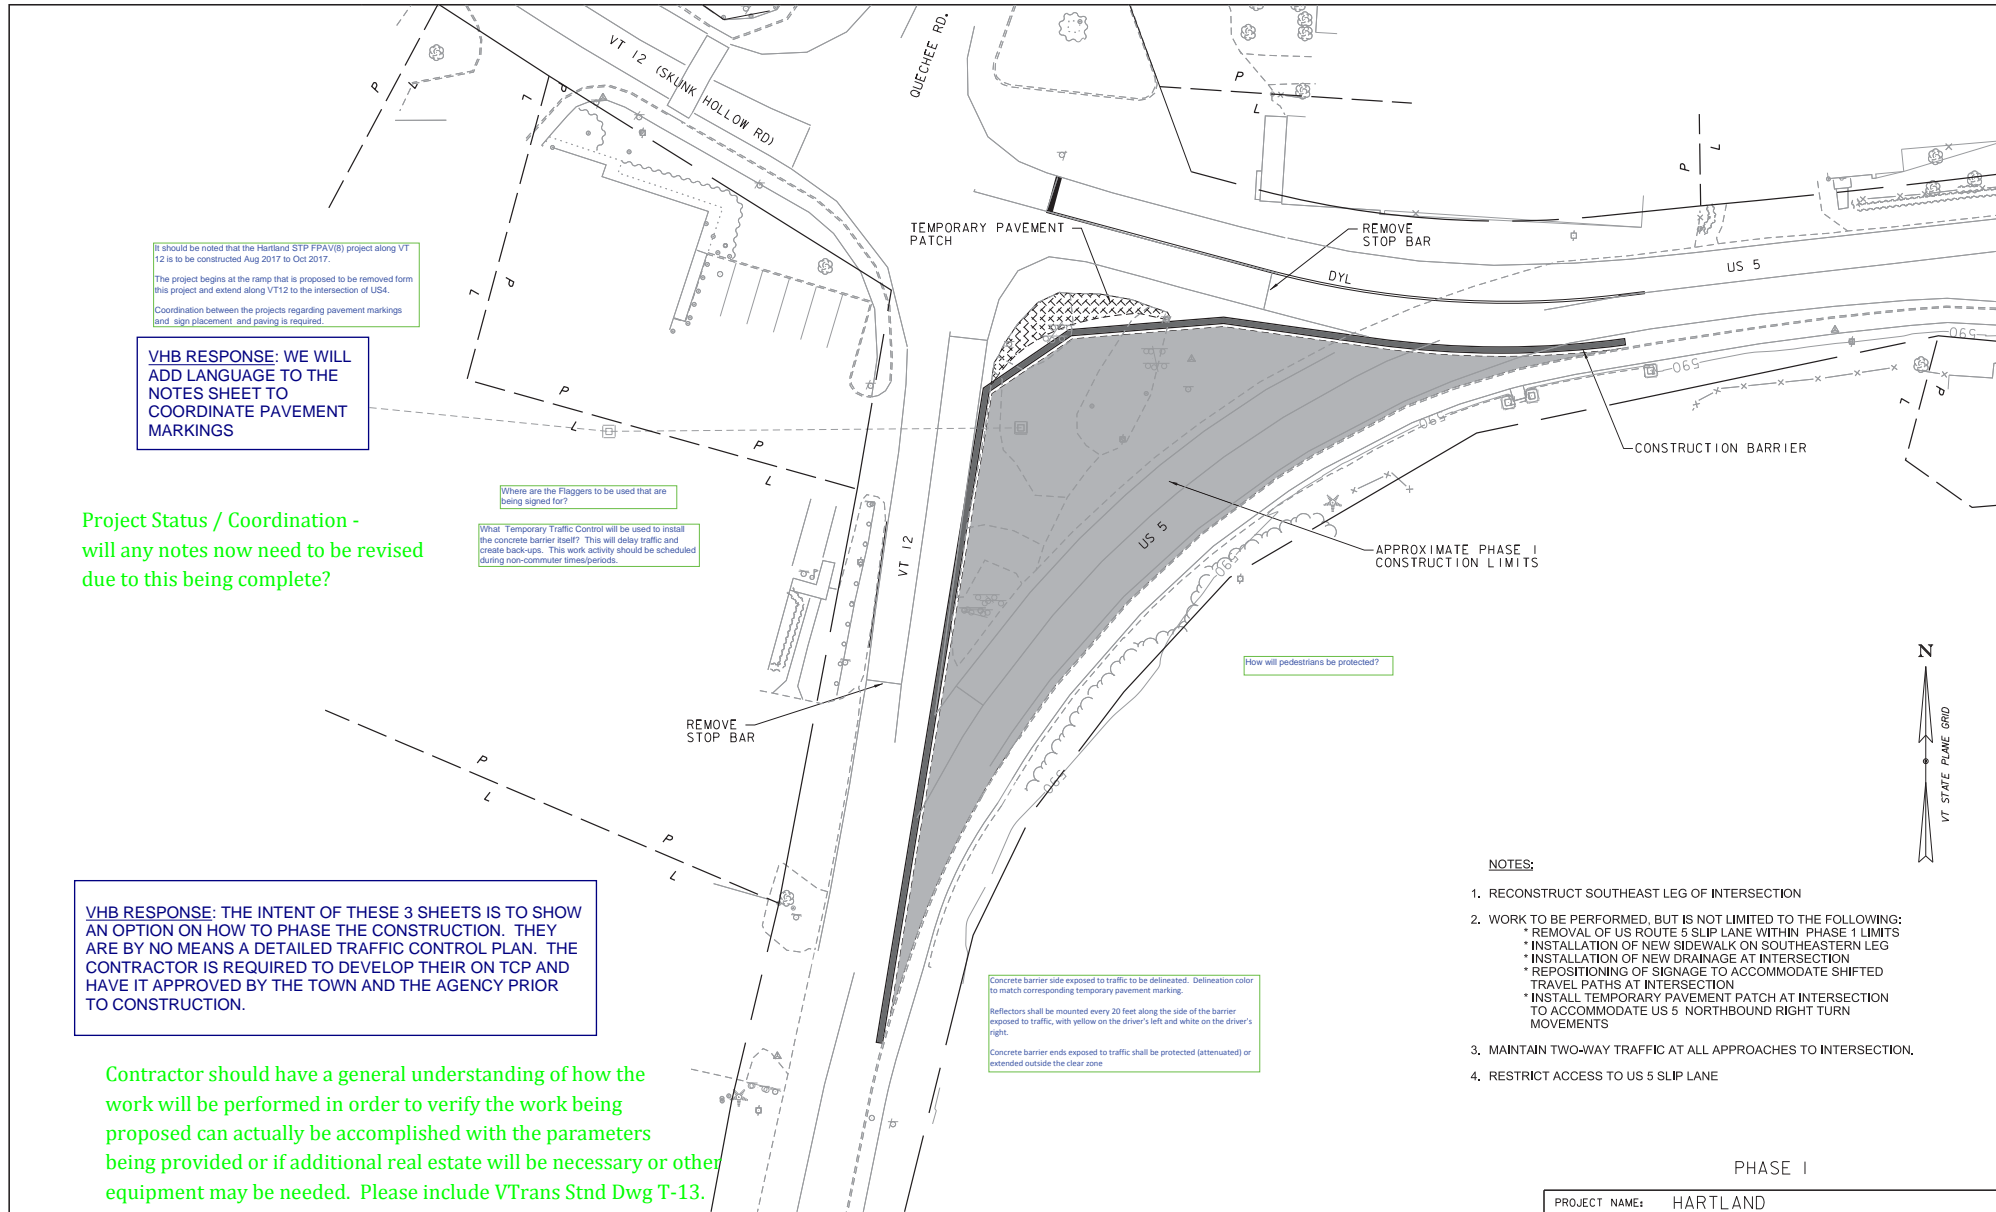 VT 12 (SKUNK HOLLOW RD)
QUECHEE RD.
P
L
P
L
P
L
P
L
P
L
It should be noted that the Hartland STP FPAV(8) project along VT
12 is to be constructed Aug 2017 to Oct 2017.
The project begins at the ramp that is proposed to be removed form
this project and extend along VT12 to the intersection of US4.
Coordination between the projects regarding pavement markings
and sign placement and paving is required.
VHB RESPONSE: WE WILL
ADD LANGUAGE TO THE
NOTES SHEET TO
COORDINATE PAVEMENT
MARKINGS
TEMPORARY PAVEMENT
PATCH
REMOVE
STOP BAR
DYL
US 5
590
590
590
P
L
CONSTRUCTION BARRIER
P
L
P
L
Where are the Flaggers to be used that are
being signed for?
What Temporary Traffic Control will be used to install
the concrete barrier itself? This will delay traffic and
create back-ups. This work activity should be scheduled
during non-commuter times/periods.
Project Status / Coordination -
will any notes now need to be revised
due to this being complete?
VT 12
US 5
APPROXIMATE PHASE 1
CONSTRUCTION LIMITS
590
How will pedestrians be protected?
REMOVE
STOP BAR
590
P
L
P
L
N
VT STATE PLANE GRID
VHB RESPONSE: THE INTENT OF THESE 3 SHEETS IS TO SHOW
AN OPTION ON HOW TO PHASE THE CONSTRUCTION. THEY
ARE BY NO MEANS A DETAILED TRAFFIC CONTROL PLAN. THE
CONTRACTOR IS REQUIRED TO DEVELOP THEIR ON TCP AND
HAVE IT APPROVED BY THE TOWN AND THE AGENCY PRIOR
TO CONSTRUCTION.
Contractor should have a general understanding of how the
work will be performed in order to verify the work being
proposed can actually be accomplished with the parameters
being provided or if additional real estate will be necessary or other
equipment may be needed. Please include VTrans Stnd Dwg T-13.
Concrete barrier side exposed to traffic to be delineated. Delineation color
to match corresponding temporary pavement marking.
Reflectors shall be mounted every 20 feet along the side of the barrier
exposed to traffic, with yellow on the driver's left and white on the driver's
right.
Concrete barrier ends exposed to traffic shall be protected (attenuated) or
extended outside the clear zone
NOTES:
1. RECONSTRUCT SOUTHEAST LEG OF INTERSECTION
2. WORK TO BE PERFORMED, BUT IS NOT LIMITED TO THE FOLLOWING:
* REMOVAL OF US ROUTE 5 SLIP LANE WITHIN PHASE 1 LIMITS
* INSTALLATION OF NEW SIDEWALK ON SOUTHEASTERN LEG
* INSTALLATION OF NEW DRAINAGE AT INTERSECTION
* REPOSITIONING OF SIGNAGE TO ACCOMMODATE SHIFTED
TRAVEL PATHS AT INTERSECTION
* INSTALL TEMPORARY PAVEMENT PATCH AT INTERSECTION
TO ACCOMMODATE US 5 NORTHBOUND RIGHT TURN
MOVEMENTS
3. MAINTAIN TWO-WAY TRAFFIC AT ALL APPROACHES TO INTERSECTION.
4. RESTRICT ACCESS TO US 5 SLIP LANE
PHASE 1
PROJECT NAME: HARTLAND